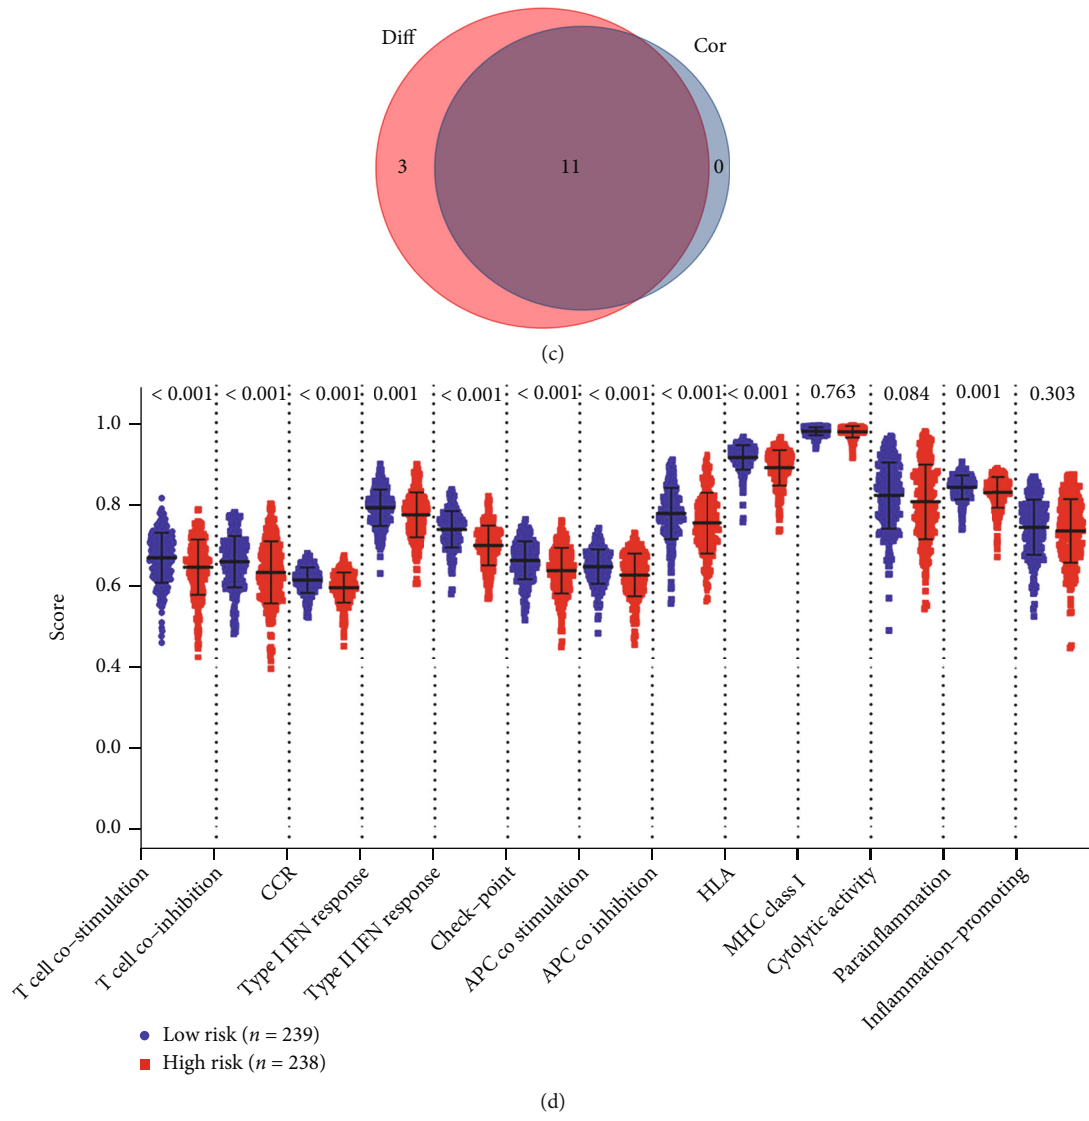 Diff
Cor
3
11
0
(c)
< 0.001
< 0.001
< 0.001
0.001
< 0.001
< 0.001
< 0.001
< 0.001
< 0.001
0.763
0.084
0.001
0.303
1.0
0.8
0.6
0.4
0.0
0.0
Score
T cell co–stimulation
T cell co–inhibition
CCR
Type I IFN response
Type II IFN response
Check–point
APC co stimulation
APC co inhibition
HLA
MHC class I
Cytolytic activity
Parainflammation
Inflammation–promoting
Low risk (n = 239)
High risk (n = 238)
(d)